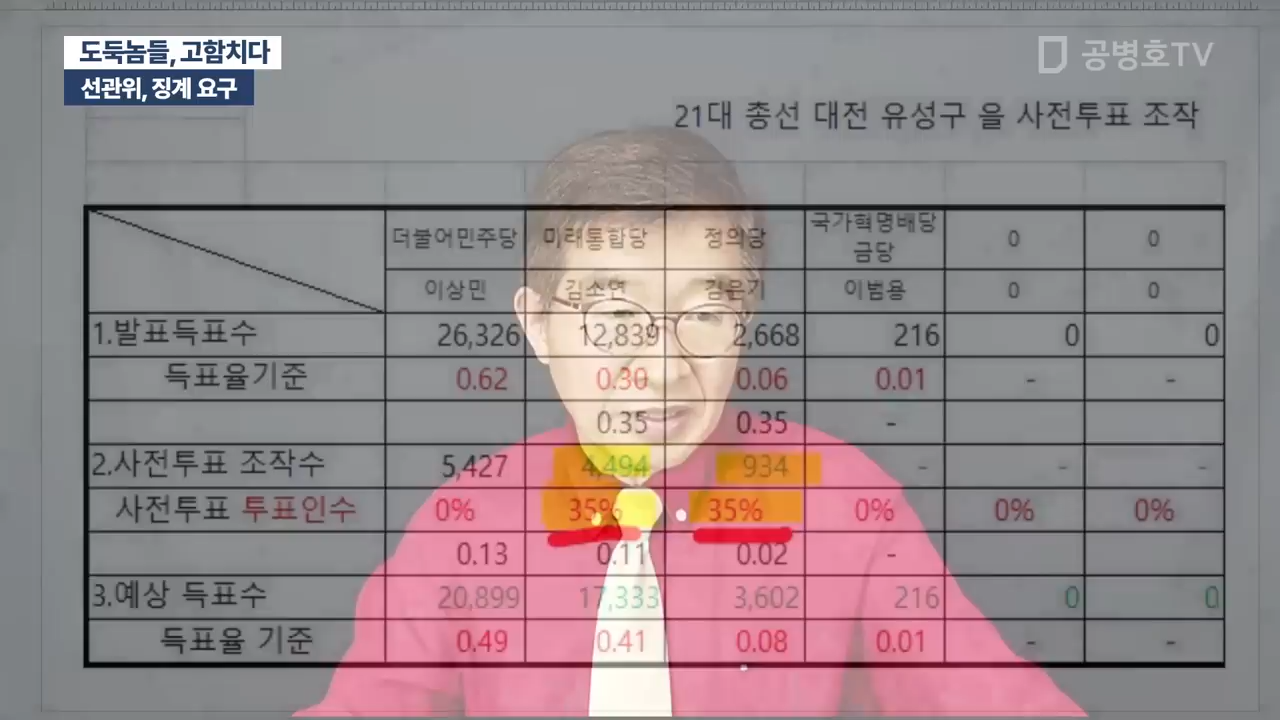 도둑놈들, 고함치다
선관위, 징계 요구
공병호TV
21대 총선 대전 유성구 을 사전투표 조작
더불어민주당 미래통합당 정의당 국가혁명배당금당 0 0
이상민 김소연 김윤기 이범용 0 0
1.발표득표수 26,326 12,839 2,668 216 0 0
득표율기준 0.62 0.30 0.06 0.01 - -
0.35 0.35 -
2.사전투표 조작수 5,427 4,494 934 - - -
사전투표 투표인수 0% 35% 35% 0% 0% 0%
0.13 0.11 0.02 -
3.예상 득표수 20,899 17,333 3,602 216 0 0
득표율 기준 0.49 0.41 0.08 0.01 - -